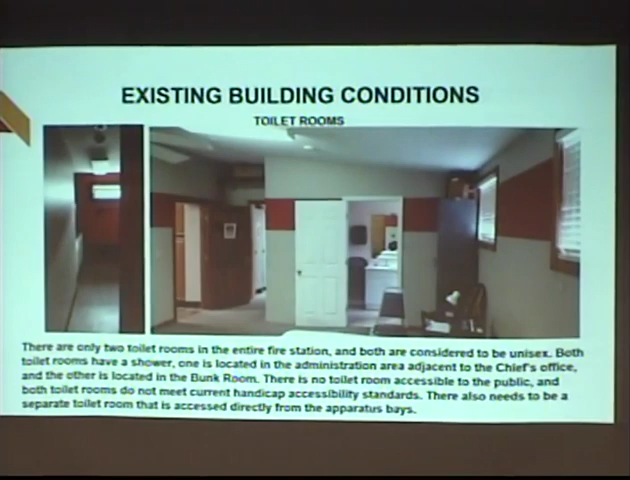 EXISTING BUILDING CONDITIONS
TOILET ROOMS
There are only two toilet rooms in the entire fire station, and both are considered to be unisex. Both
toilet rooms have a shower, one is located in the administration area adjacent to the Chief's office,
and the other is located in the Bunk Room. There is no toilet room accessible to the public, and
both toilet rooms do not meet current handicap accessibility standards. There also needs to be a
separate toilet room that is accessed directly from the apparatus bays.